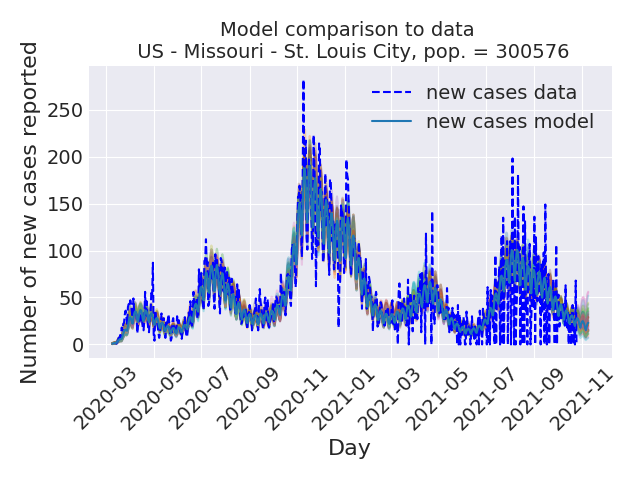 Model comparison to data
US - Missouri - St. Louis City, pop. = 300576
new cases data
new cases model
Number of new cases reported
250
200
150
100
50
0
2020-03
2020-05
2020-07
2020-09
2020-11
2021-01
2021-03
2021-05
2021-07
2021-09
2021-11
Day